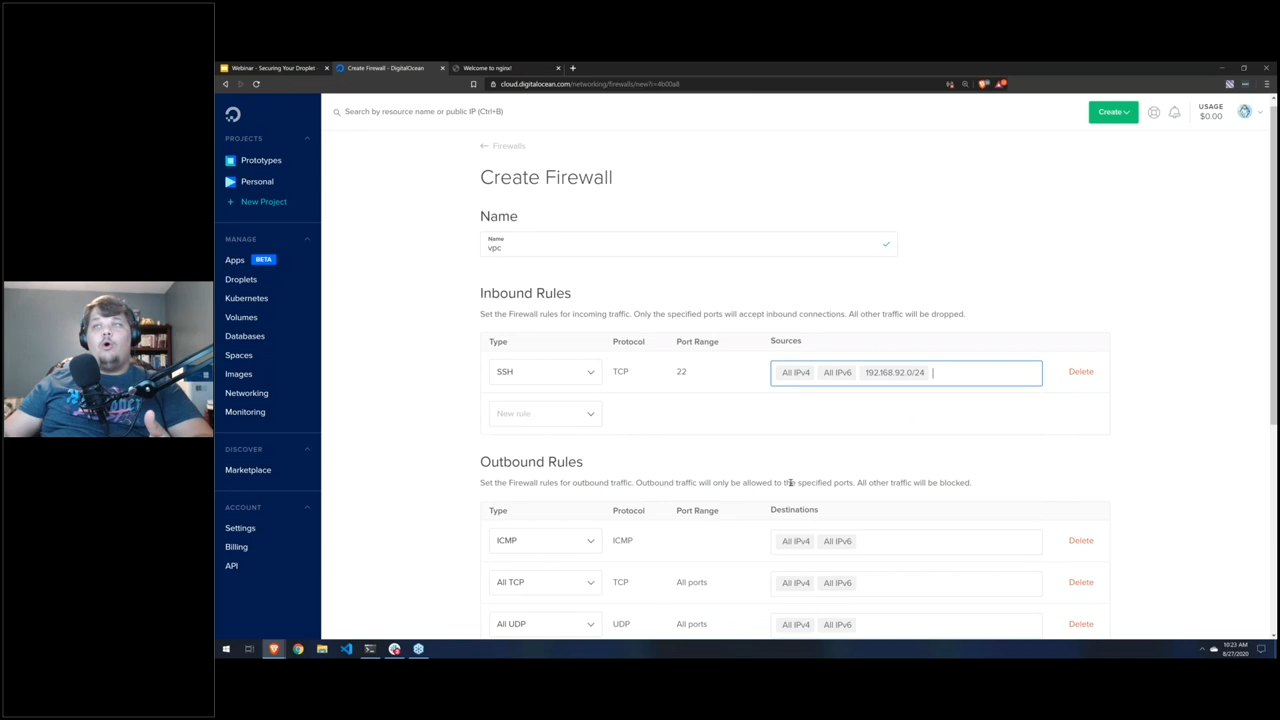 Webinar - Securing Your Droplet
Create Firewall - DigitalOcean
Welcome to nginx!
cloud.digitalocean.com/networking/firewalls/new?i=4b00a8
Search by resource name or public IP (Ctrl+B)
Create
USAGE
$0.00
PROJECTS
Prototypes
Personal
+ New Project
MANAGE
Apps BETA
Droplets
Kubernetes
Volumes
Databases
Spaces
Images
Networking
Monitoring
DISCOVER
Marketplace
ACCOUNT
Settings
Billing
API
← Firewalls
Create Firewall
Name
Name
vpc
Inbound Rules
Set the Firewall rules for incoming traffic. Only the specified ports will accept inbound connections. All other traffic will be dropped.
Type Protocol Port Range Sources
SSH TCP 22 All IPv4 All IPv6 192.168.92.0/24 Delete
New rule
Outbound Rules
Set the Firewall rules for outbound traffic. Outbound traffic will only be allowed to the specified ports. All other traffic will be blocked.
Type Protocol Port Range Destinations
ICMP ICMP All IPv4 All IPv6 Delete
All TCP TCP All ports All IPv4 All IPv6 Delete
All UDP UDP All ports All IPv4 All IPv6 Delete
10:23 AM
8/27/2020